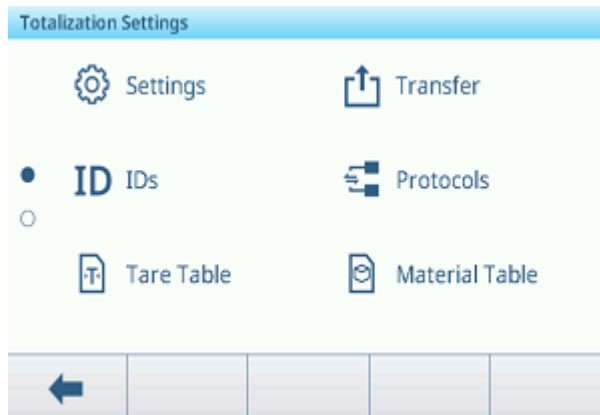 Totalization Settings
Settings
Transfer
ID IDs
Protocols
T Tare Table
Material Table